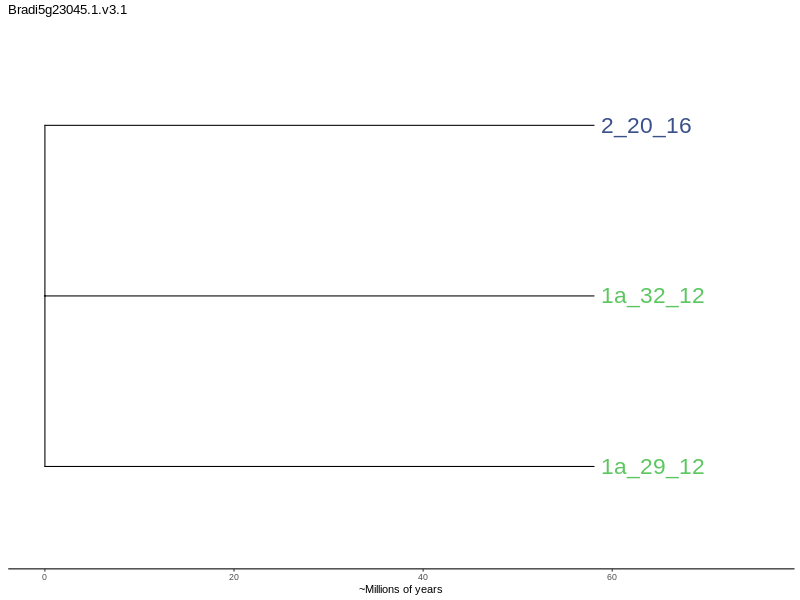 Bradi5g23045.1.v3.1
2_20_16
1a_32_12
1a_29_12
0 20 40 60
~Millions of years